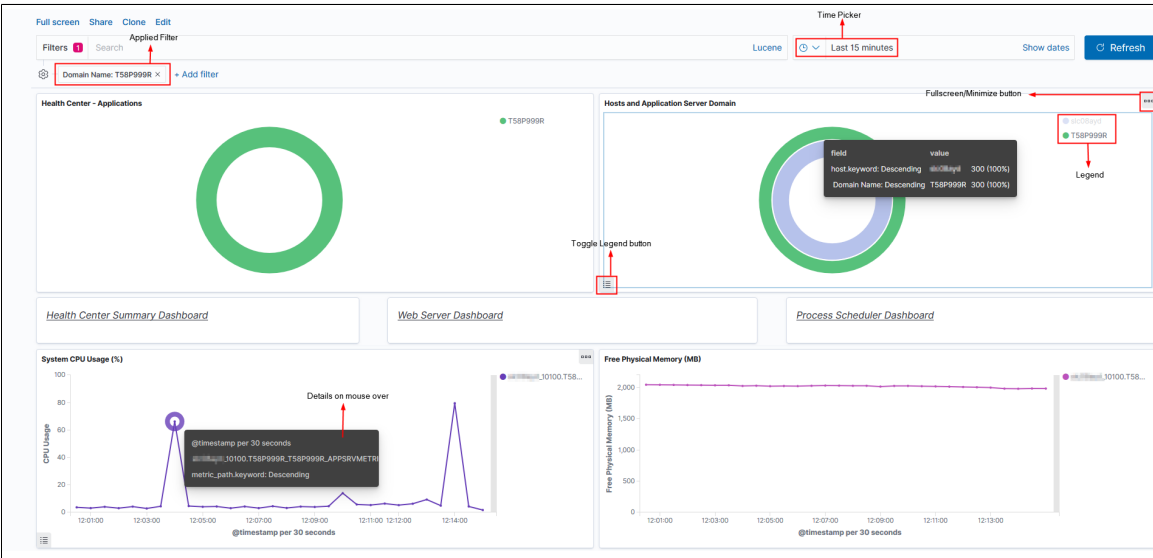 Time Picker
Full screen Share Clone Edit
Applied Filter
Filters 1 Search Lucene Last 15 minutes Show dates Refresh
Domain Name: T58P999R × + Add filter
Fullscreen/Minimize button
Health Center - Applications
T58P999R
Hosts and Application Server Domain
T58P999R
Legend
field value
host.keyword: Descending 300 (100%)
Domain Name: Descending T58P999R 300 (100%)
Toggle Legend button
Health Center Summary Dashboard
Web Server Dashboard
Process Scheduler Dashboard
System CPU Usage (%)
100
80
60
40
20
0
CPU Usage
_10100.T58...
Details on mouse over
@timestamp per 30 seconds
_10100.T58P999R_T58P999R_APPSRVMETRI
metric_path.keyword: Descending
12:01:00 12:03:00 12:05:00 12:07:00 12:09:00 12:11:00 12:12:00 12:14:00
@timestamp per 30 seconds
Free Physical Memory (MB)
2,000
1,500
1,000
500
0
Free Physical Memory (MB)
10100.T58...
12:01:00 12:03:00 12:05:00 12:07:00 12:09:00 12:11:00 12:13:00
@timestamp per 30 seconds